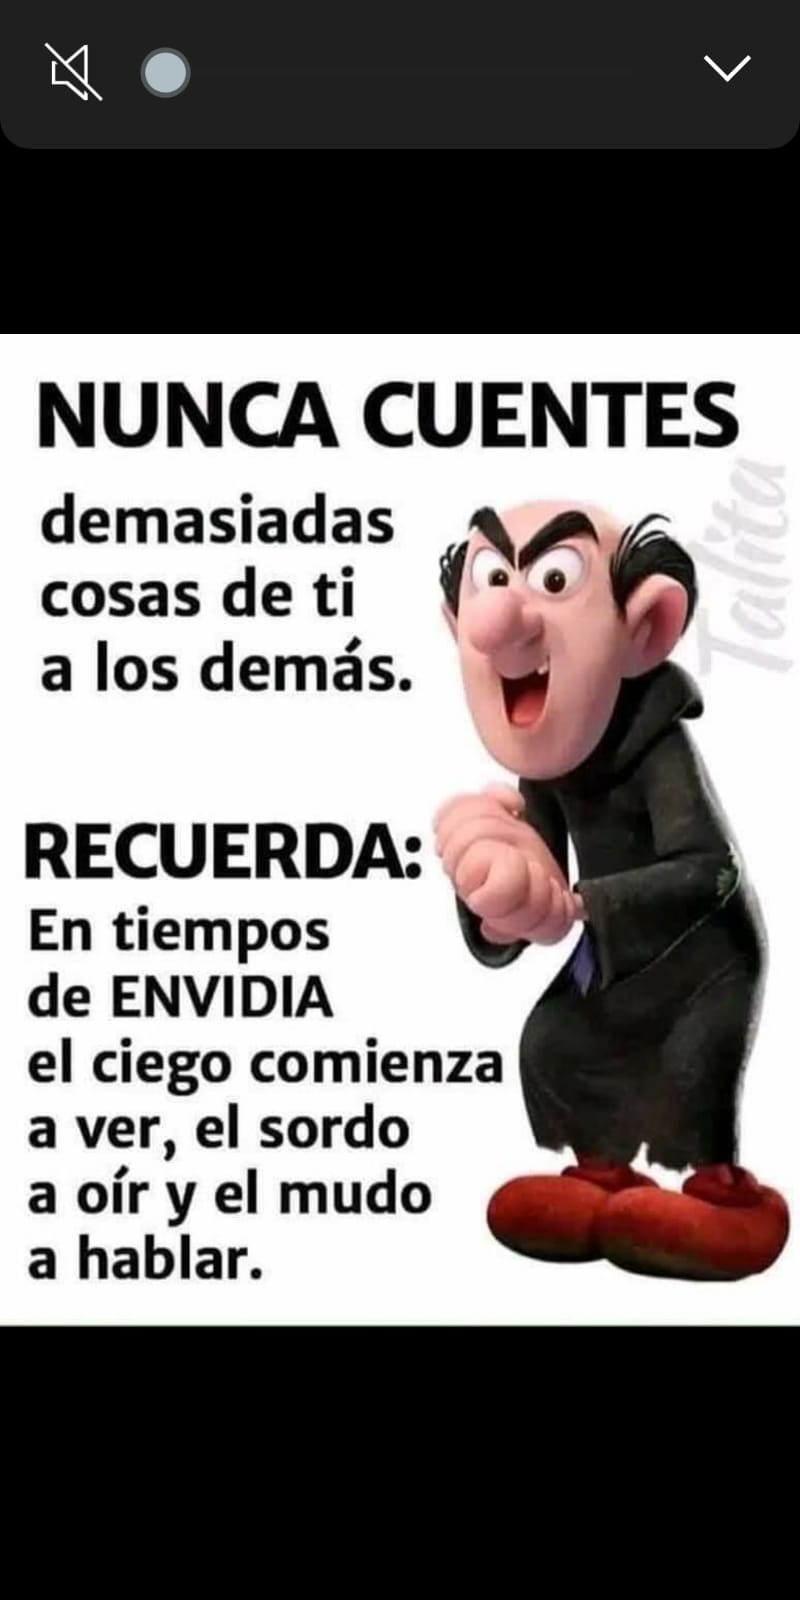 NUNCA CUENTES
demasiadas
cosas de ti
a los demás.
Talita
RECUERDA:
En tiempos
de ENVIDIA
el ciego comienza
a ver, el sordo
a oír y el mudo
a hablar.